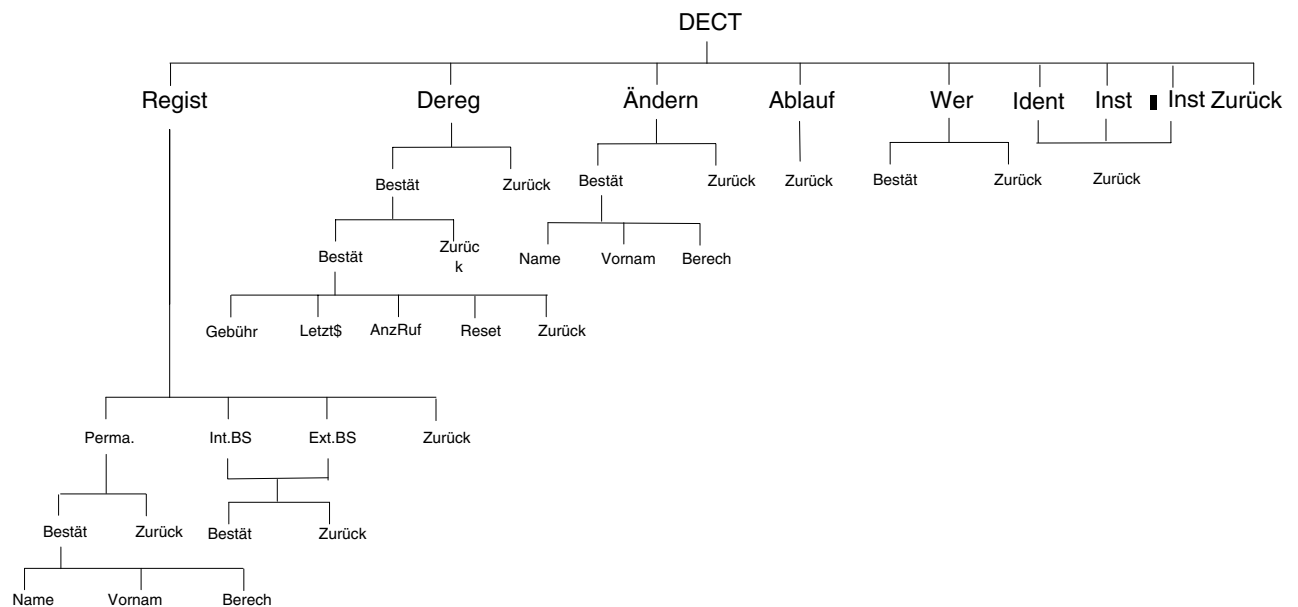 DECT
Regist Dereg Ändern Ablauf Wer Ident Inst Inst Zurück
Bestät Zurück Bestät Zurück Zurück Bestät Zurück Zurück
Bestät Zurüc
k
Name Vornam Berech
Gebühr Letzt$ AnzRuf Reset Zurück
Perma. Int.BS Ext.BS Zurück
Bestät Zurück Bestät Zurück
Name Vornam Berech